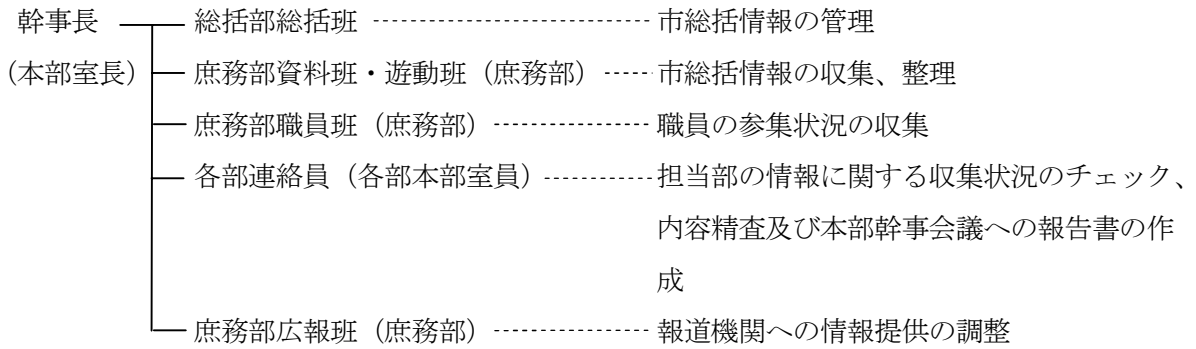 幹事長 総括部総括班 市総括情報の管理
（本部室長） 庶務部資料班・遊動班（庶務部） 市総括情報の収集、整理
庶務部職員班（庶務部） 職員の参集状況の収集
各部連絡員（各部本部室員） 担当部の情報に関する収集状況のチェック、
内容精査及び本部幹事会議への報告書の作
成
庶務部広報班（庶務部） 報道機関への情報提供の調整